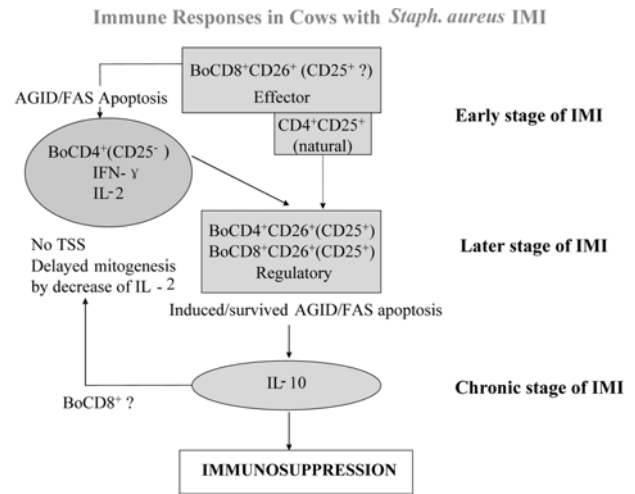 Immune Responses in Cows with Staph. aureus IMI
BoCD8⁺CD26⁺ (CD25⁺ ?)
Effector
AGID/FAS Apoptosis
Early stage of IMI
CD4⁺CD25⁺
(natural)
BoCD4⁺(CD25⁻ )
IFN- γ
IL-2
BoCD4⁺CD26⁺(CD25⁺)
BoCD8⁺CD26⁺(CD25⁺)
Regulatory
Later stage of IMI
No TSS
Delayed mitogenesis
by decrease of IL - 2
Induced/survived AGID/FAS apoptosis
IL- 10
Chronic stage of IMI
BoCD8⁺ ?
IMMUNOSUPPRESSION